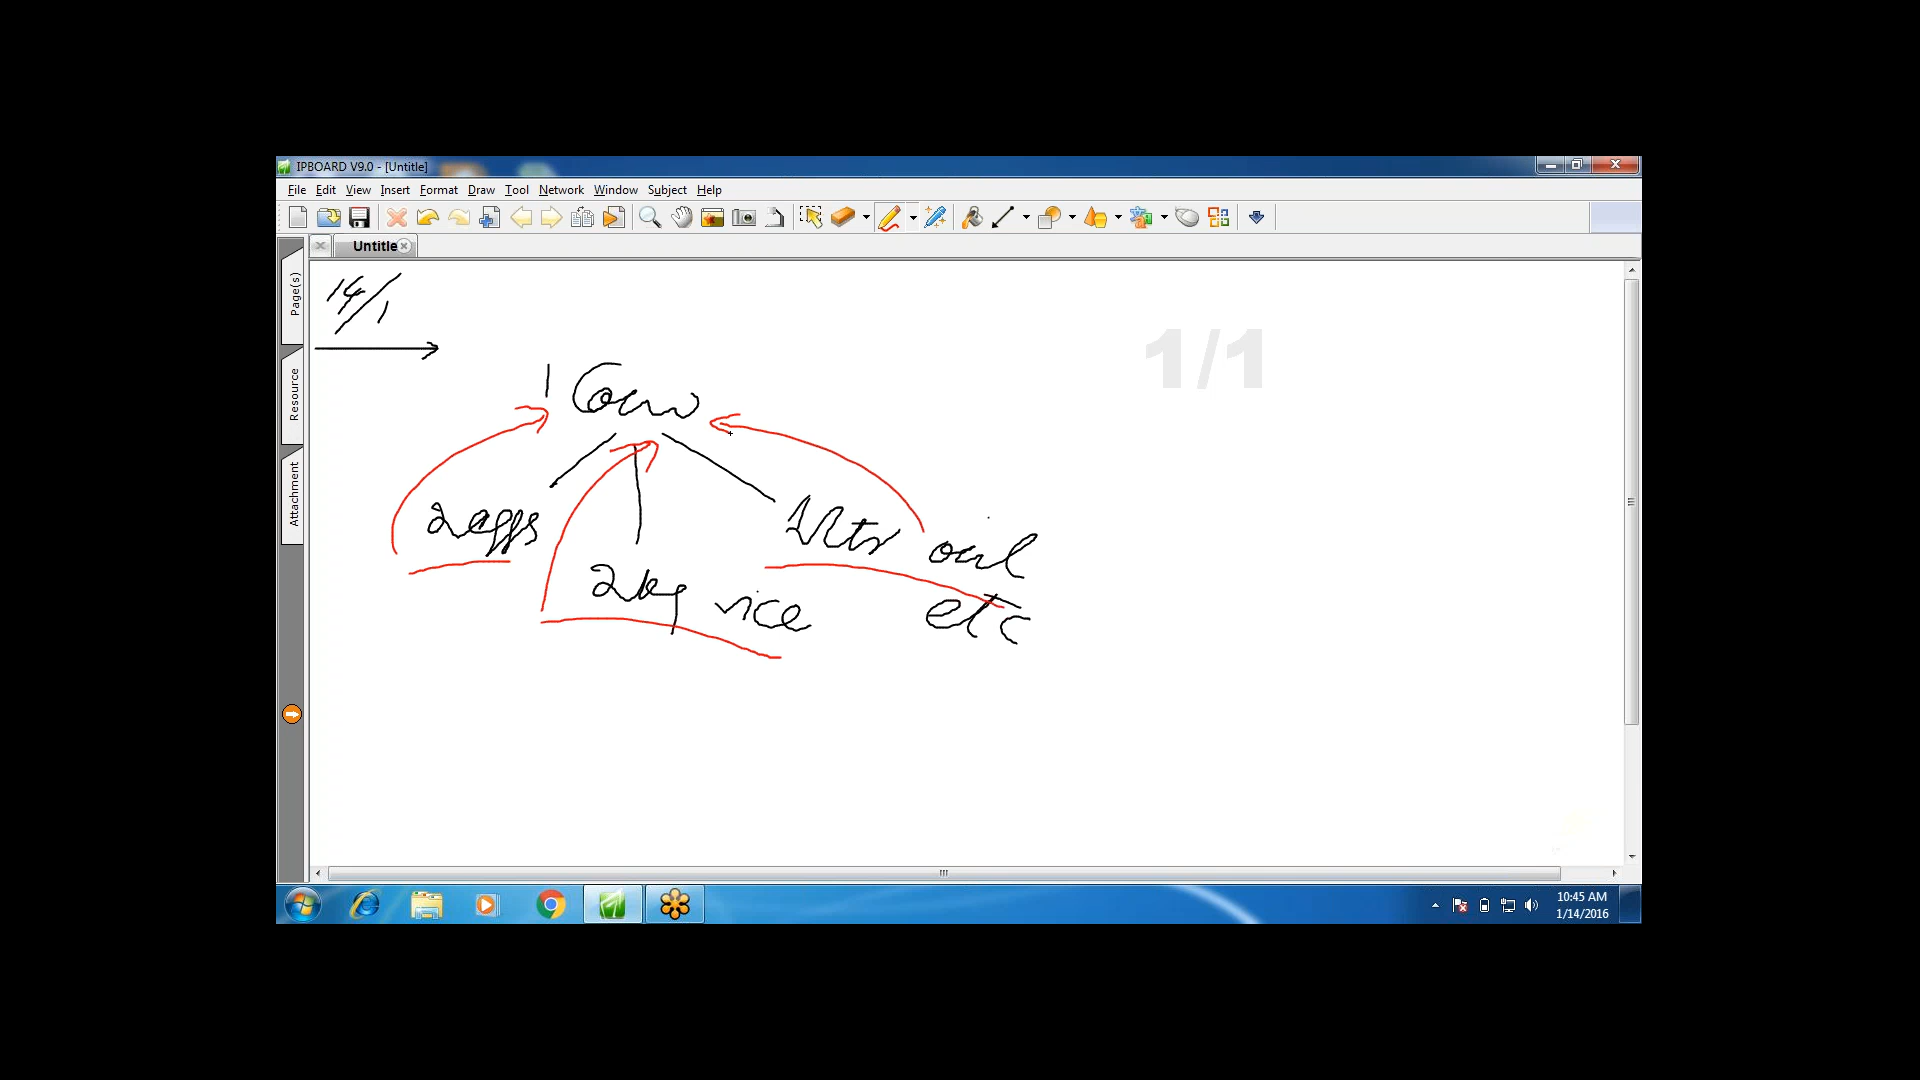 IPBOARD V9.0 - [Untitle]
File Edit View Insert Format Draw Tool Network Window Subject Help
Untitle
Page(s)
Resource
Attachment
14/1
1/1
1 Cow
2 eggs
1 ltr oil
2kg rice
etc
10:45 AM
1/14/2016